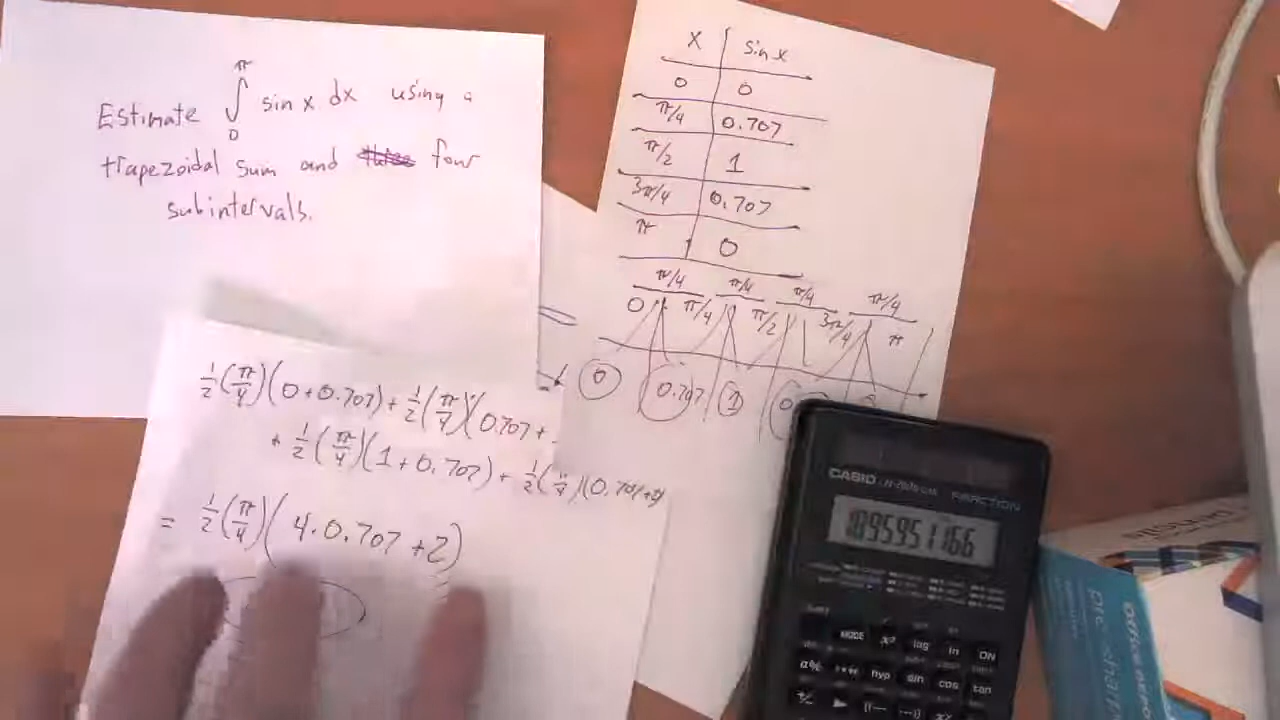 Estimate ∫₀^π sin x dx using a
trapezoidal sum and four
subintervals.
x | sin x
0 | 0
π/4 | 0.707
π/2 | 1
3π/4 | 0.707
π | 0
π/4 π/4 π/4 π/4
0 π/4 π/2 3π/4 π
0 0.707 1 0
½(π/4)(0+0.707) + ½(π/4)(0.707+
+ ½(π/4)(1+0.707) + ½(π/4)(0.707+0)
= ½(π/4)(4·0.707+2)
CASIO
FRACTION
MODE x² log ln ON
hyp sin cos tan